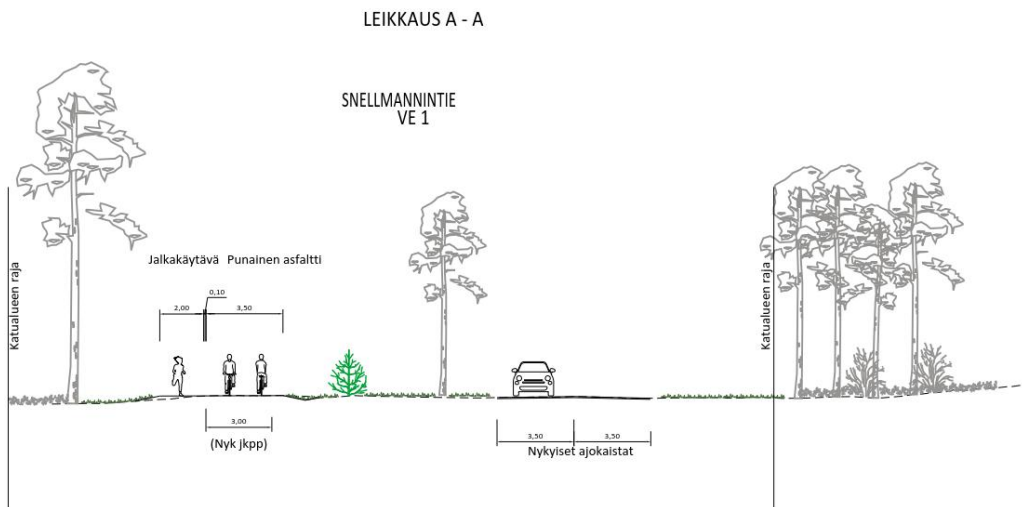 LEIKKAUS A - A
SNELLMANNINTIE
VE 1
Jalkakäytävä Punainen asfaltti
0,10
2,00 3,50
Katualueen raja
Katualueen raja
3,00
(Nyk jkpp)
3,50 3,50
Nykyiset ajokaistat